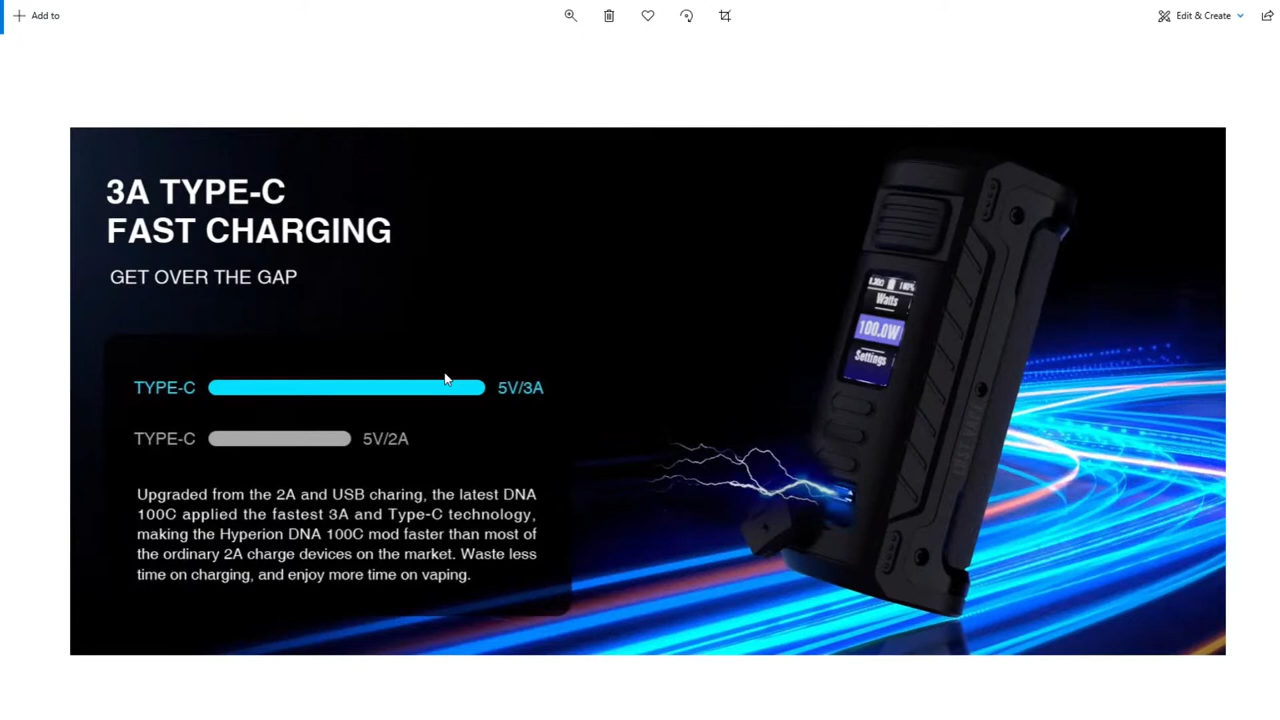 Add to
Edit & Create
3A TYPE-C
FAST CHARGING
GET OVER THE GAP
TYPE-C 5V/3A
TYPE-C 5V/2A
Upgraded from the 2A and USB charing, the latest DNA
100C applied the fastest 3A and Type-C technology,
making the Hyperion DNA 100C mod faster than most of
the ordinary 2A charge devices on the market. Waste less
time on charging, and enjoy more time on vaping.
Watts
100.0W
Settings
LOST VAPE